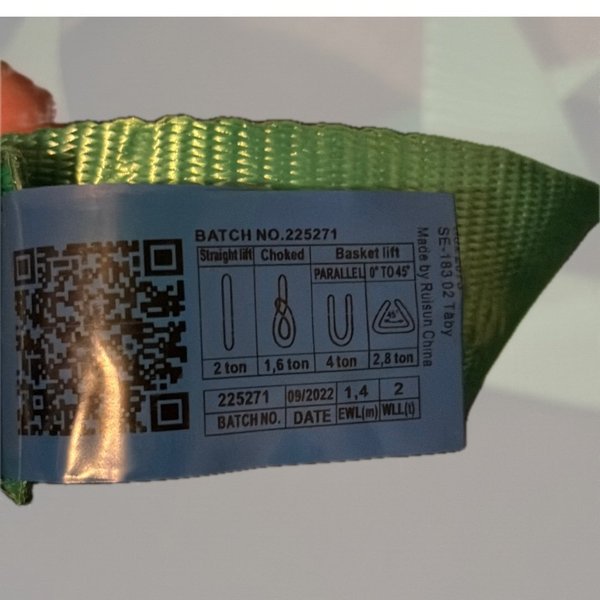 BATCH NO.225271
Straight lift Choked Basket lift
PARALLEL 0° TO 45°
45°
2 ton 1,6 ton 4 ton 2,8 ton
225271 09/2022 1,4 2
BATCH NO. DATE EWL(m) WLL(t)
SE-183 02 Taby
Made by Ruisun China